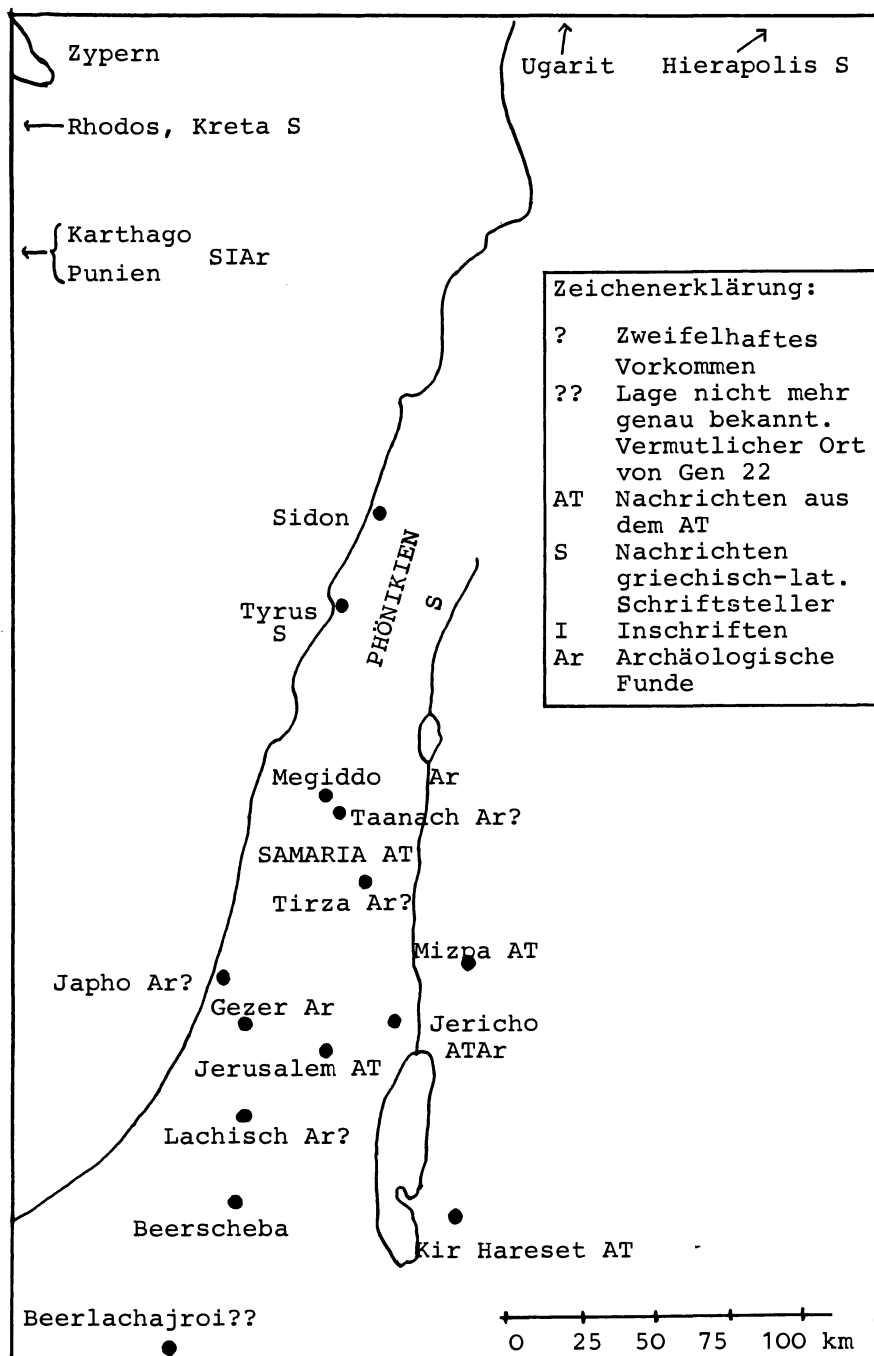 Zypern
Ugarit Hierapolis S
Rhodos, Kreta S
Karthago
Punien
SIAr
Zeichenerklärung:
? Zweifelhaftes
Vorkommen
?? Lage nicht mehr
genau bekannt.
Vermutlicher Ort
von Gen 22
AT Nachrichten aus
dem AT
S Nachrichten
griechisch-lat.
Schriftsteller
I Inschriften
Ar Archäologische
Funde
Sidon
PHÖNIKIEN S
Tyrus
S
Megiddo Ar
Taanach Ar?
SAMARIA AT
Tirza Ar?
Mizpa AT
Japho Ar?
Gezer Ar
Jericho
ATAr
Jerusalem AT
Lachisch Ar?
Beerscheba
Kir Hareset AT
Beerlachajroi??
0 25 50 75 100 km